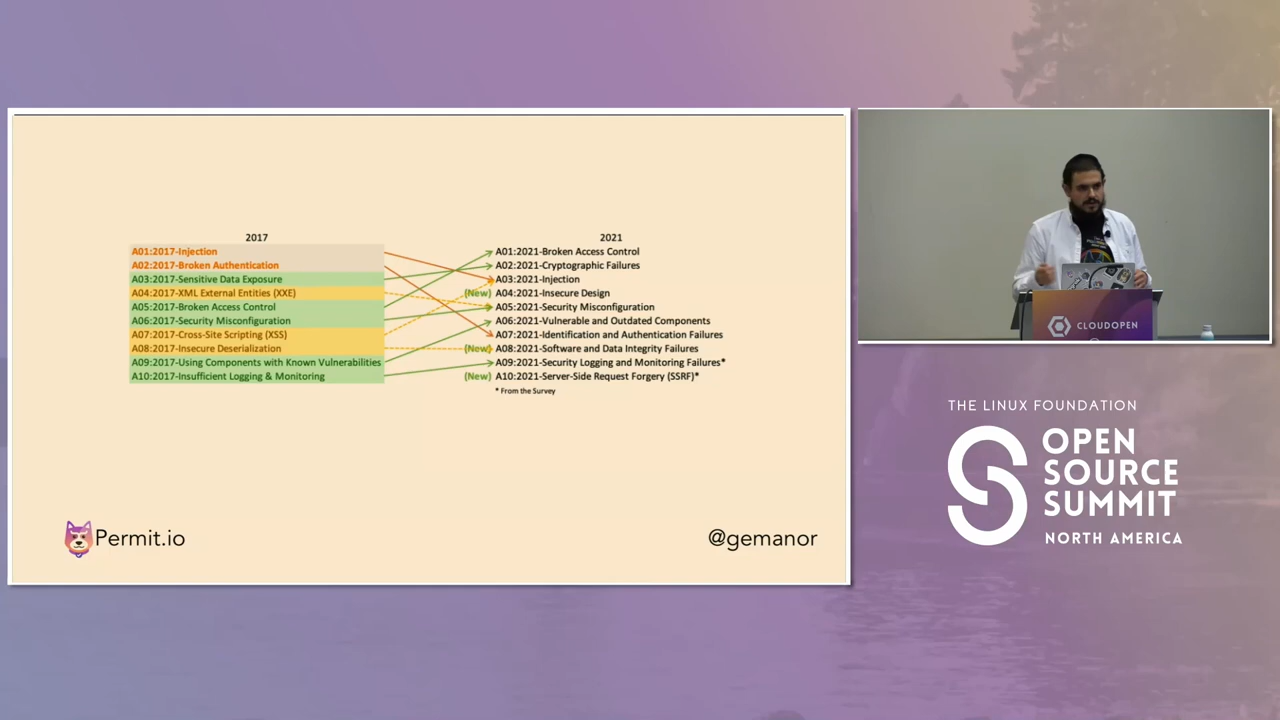 2017
A01:2017-Injection
A02:2017-Broken Authentication
A03:2017-Sensitive Data Exposure
A04:2017-XML External Entities (XXE)
A05:2017-Broken Access Control
A06:2017-Security Misconfiguration
A07:2017-Cross-Site Scripting (XSS)
A08:2017-Insecure Deserialization
A09:2017-Using Components with Known Vulnerabilities
A10:2017-Insufficient Logging & Monitoring
2021
A01:2021-Broken Access Control
A02:2021-Cryptographic Failures
A03:2021-Injection
(New) A04:2021-Insecure Design
A05:2021-Security Misconfiguration
A06:2021-Vulnerable and Outdated Components
A07:2021-Identification and Authentication Failures
(New) A08:2021-Software and Data Integrity Failures
A09:2021-Security Logging and Monitoring Failures*
(New) A10:2021-Server-Side Request Forgery (SSRF)*
* From the Survey
Permit.io
@gemanor
CLOUDOPEN
THE LINUX FOUNDATION
OPEN
SOURCE
SUMMIT
NORTH AMERICA